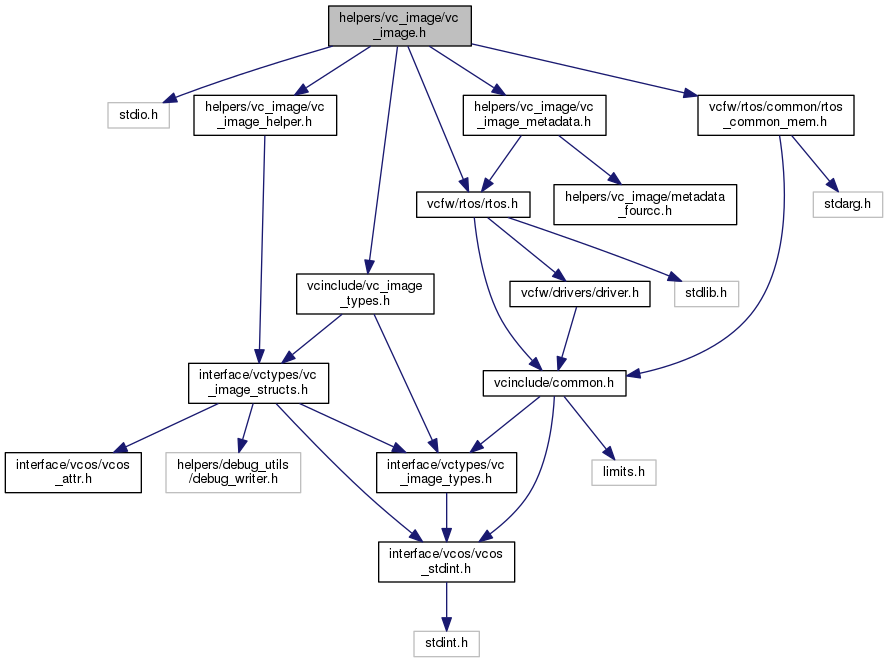 helpers/vc_image/vc
_image.h
stdio.h
helpers/vc_image/vc
_image_helper.h
helpers/vc_image/vc
_image_metadata.h
vcfw/rtos/common/rtos
_common_mem.h
vcfw/rtos/rtos.h
helpers/vc_image/metadata
_fourcc.h
stdarg.h
vcinclude/vc_image
_types.h
vcfw/drivers/driver.h
stdlib.h
interface/vctypes/vc
_image_structs.h
vcinclude/common.h
interface/vcos/vcos
_attr.h
helpers/debug_utils
/debug_writer.h
interface/vctypes/vc
_image_types.h
limits.h
interface/vcos/vcos
_stdint.h
stdint.h